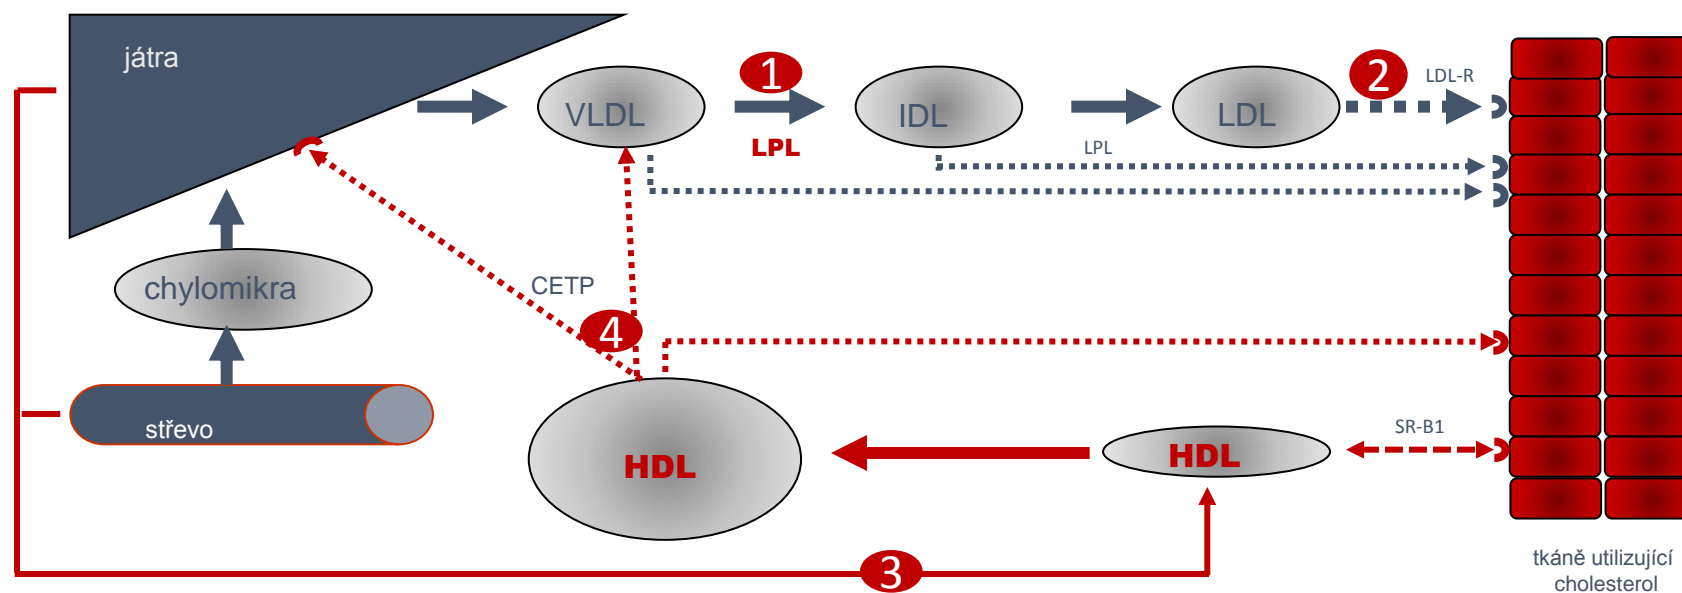 játra
1
2
LDL-R
VLDL
IDL
LDL
LPL
LPL
chylomikra
CETP
4
střevo
HDL
HDL
SR-B1
3
tkáně utilizující
cholesterol